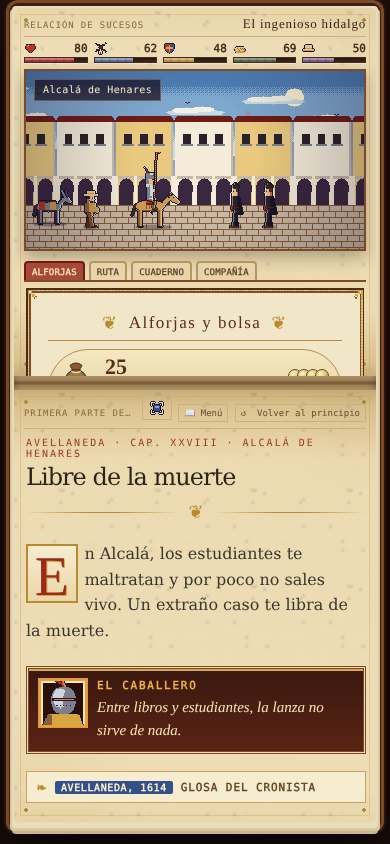 RELACIÓN DE SUCESOS
El ingenioso hidalgo
80 62 48 69 50
Alcalá de Henares
ALFORJAS RUTA CUADERNO COMPAÑÍA
❦ Alforjas y bolsa ❦
25
PRIMERA PARTE DE…
Menú
↺ Volver al principio
AVELLANEDA · CAP. XXVIII · ALCALÁ DE
HENARES
Libre de la muerte
En Alcalá, los estudiantes te
maltratan y por poco no sales
vivo. Un extraño caso te libra de
la muerte.
EL CABALLERO
Entre libros y estudiantes, la lanza no
sirve de nada.
❧ AVELLANEDA, 1614 GLOSA DEL CRONISTA